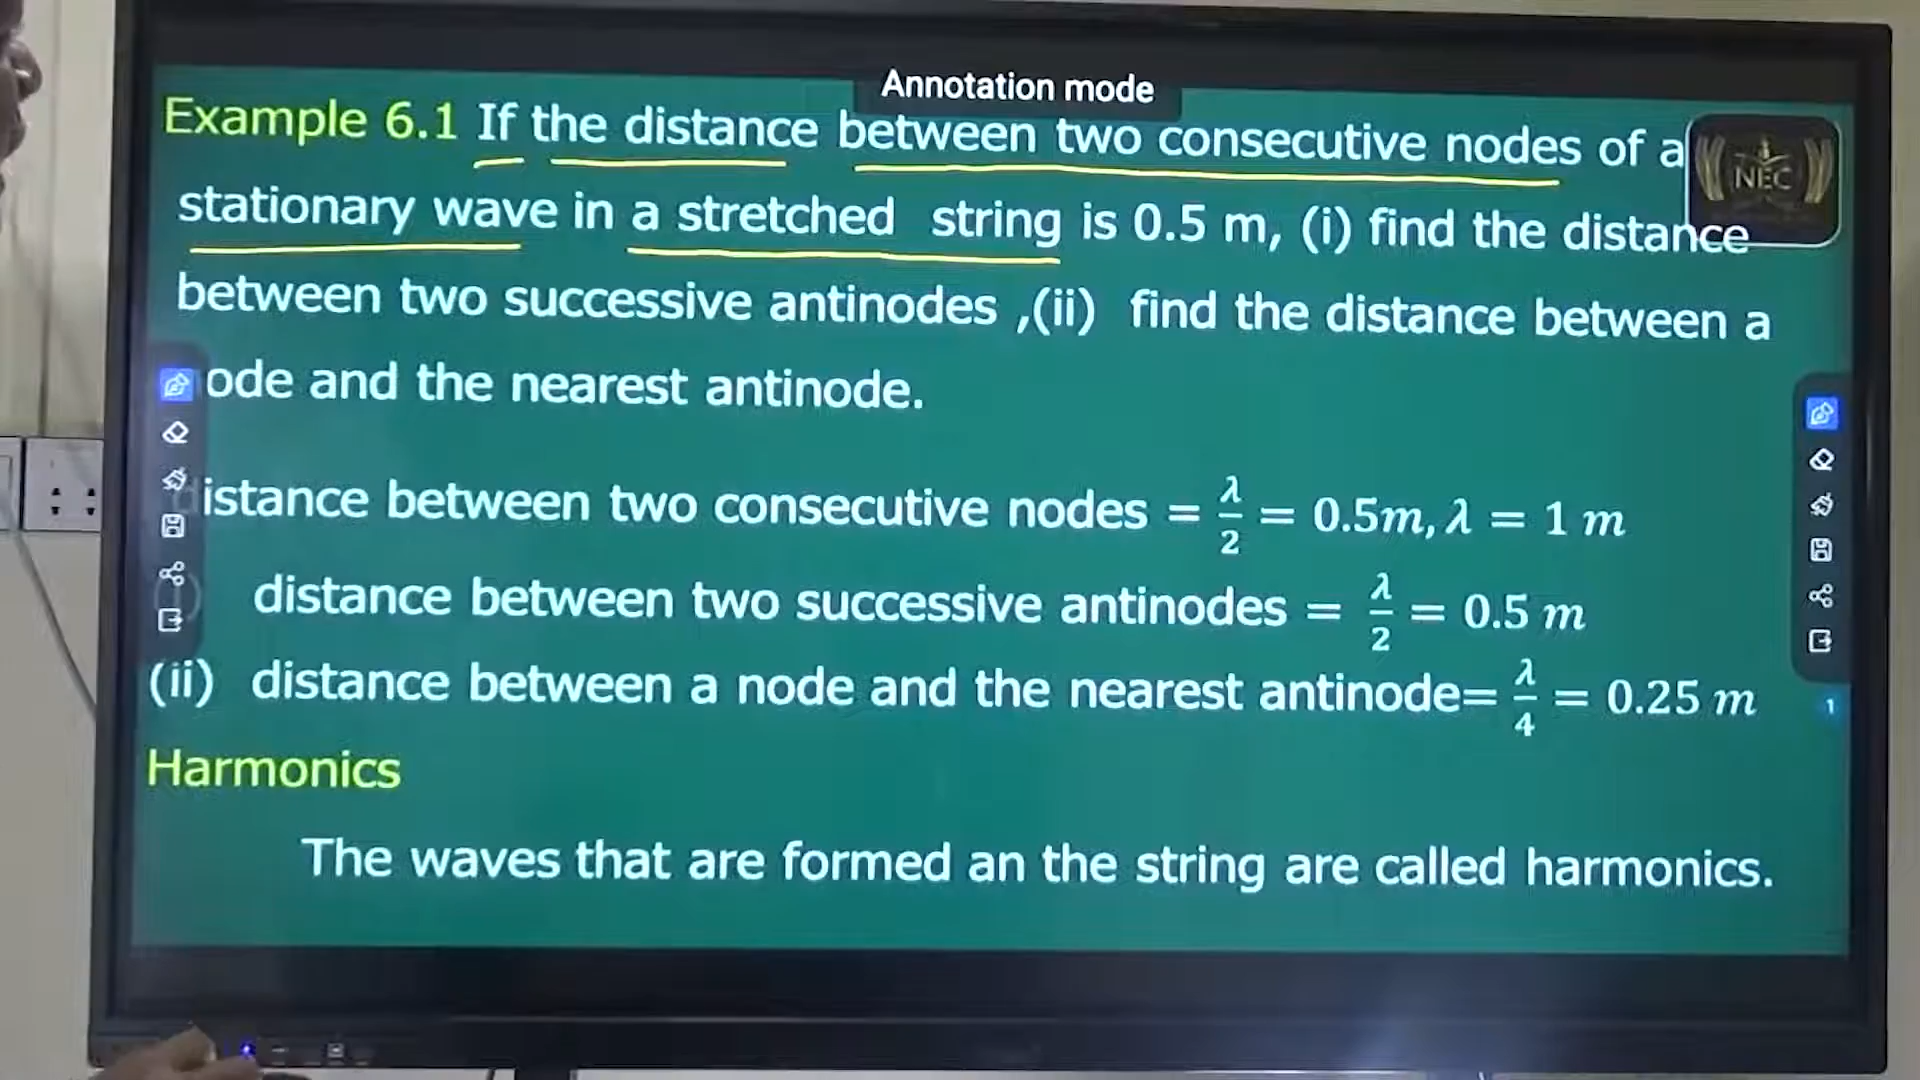 Annotation mode
Example 6.1 If the distance between two consecutive nodes of a
NEC
stationary wave in a stretched string is 0.5 m, (i) find the distance
between two successive antinodes ,(ii) find the distance between a
ode and the nearest antinode.
istance between two consecutive nodes = λ/2 = 0.5m, λ = 1 m
distance between two successive antinodes = λ/2 = 0.5 m
(ii) distance between a node and the nearest antinode= λ/4 = 0.25 m
1
Harmonics
The waves that are formed an the string are called harmonics.